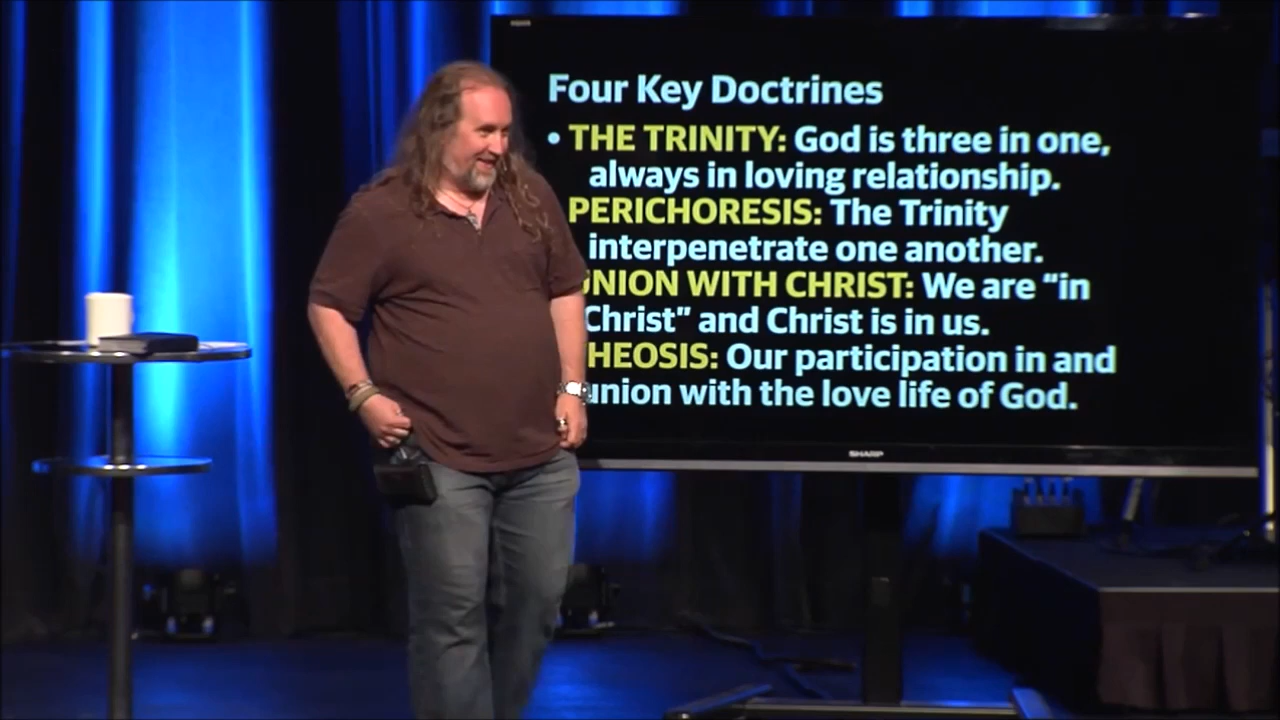 Four Key Doctrines
• THE TRINITY: God is three in one,
always in loving relationship.
PERICHORESIS: The Trinity
interpenetrate one another.
UNION WITH CHRIST: We are “in
Christ” and Christ is in us.
HEOSIS: Our participation in and
union with the love life of God.
SHARP